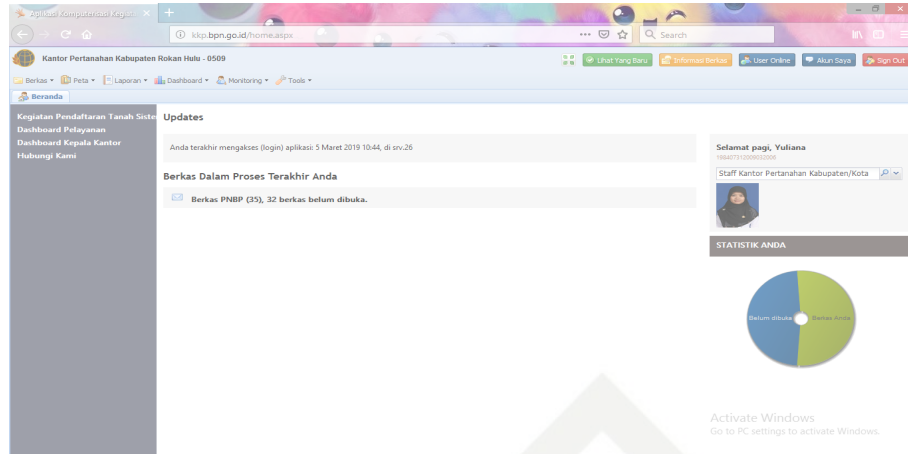 Aplikasi Komputerisasi Kegiata
kkp.bpn.go.id/home.aspx
Search
Kantor Pertanahan Kabupaten Rokan Hulu - 0509
Lihat Yang Baru
Informasi Berkas
User Online
Akun Saya
Sign Out
Berkas
Peta
Laporan
Dashboard
Monitoring
Tools
Beranda
Kegiatan Pendaftaran Tanah Siste
Dashboard Pelayanan
Dashboard Kepala Kantor
Hubungi Kami
Updates
Anda terakhir mengakses (login) aplikasi: 5 Maret 2019 10:44, di srv.26
Berkas Dalam Proses Terakhir Anda
Berkas PNBP (35), 32 berkas belum dibuka.
Selamat pagi, Yuliana
Staff Kantor Pertanahan Kabupaten/Kota
STATISTIK ANDA
Belum dibuka
Berkas Anda
Activate Windows
Go to PC settings to activate Windows.